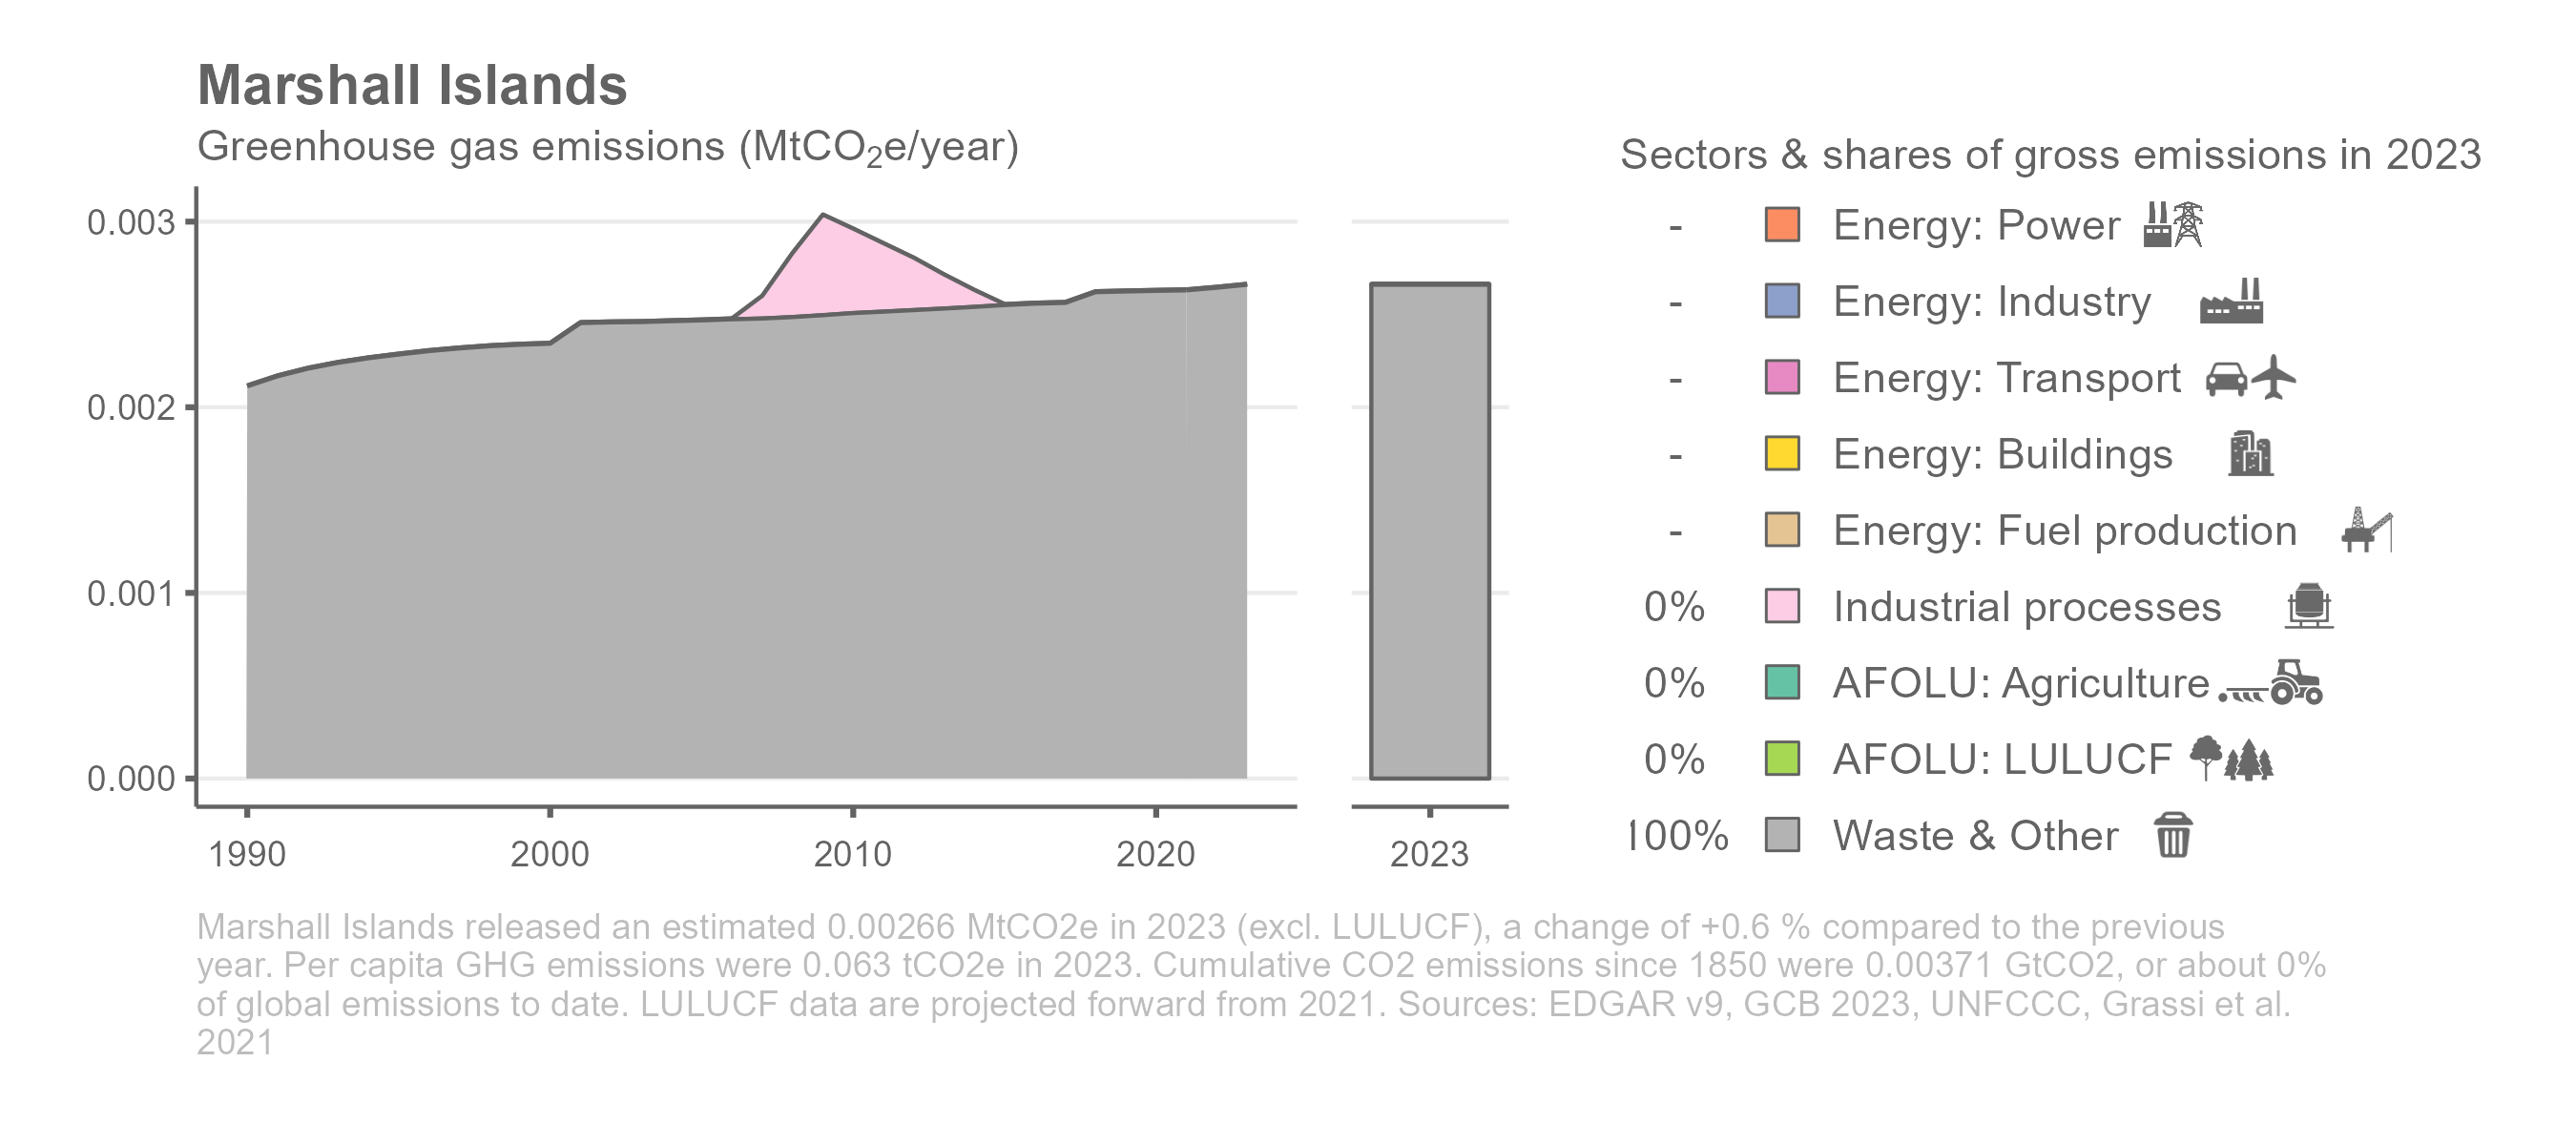 Marshall Islands
Greenhouse gas emissions (MtCO₂e/year)
0.003
0.002
0.001
0.000
1990 2000 2010 2020 2023
Sectors & shares of gross emissions in 2023
- Energy: Power
- Energy: Industry
- Energy: Transport
- Energy: Buildings
- Energy: Fuel production
0% Industrial processes
0% AFOLU: Agriculture
0% AFOLU: LULUCF
100% Waste & Other
Marshall Islands released an estimated 0.00266 MtCO2e in 2023 (excl. LULUCF), a change of +0.6 % compared to the previous
year. Per capita GHG emissions were 0.063 tCO2e in 2023. Cumulative CO2 emissions since 1850 were 0.00371 GtCO2, or about 0%
of global emissions to date. LULUCF data are projected forward from 2021. Sources: EDGAR v9, GCB 2023, UNFCCC, Grassi et al.
2021